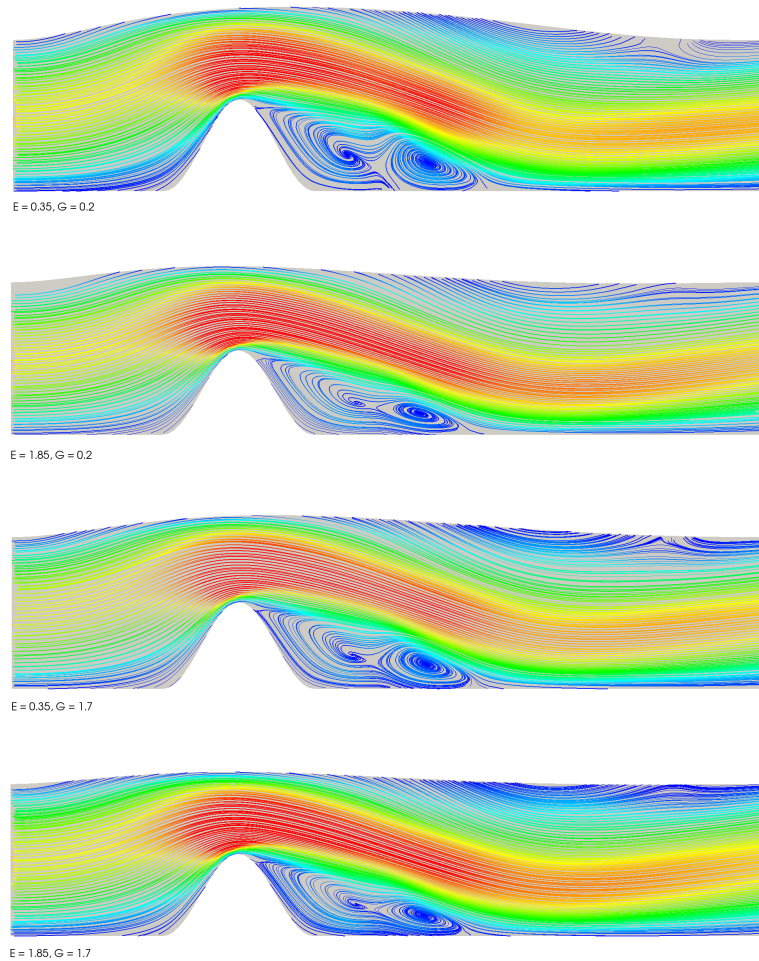 E = 0.35, G = 0.2
E = 1.85, G = 0.2
E = 0.35, G = 1.7
E = 1.85, G = 1.7